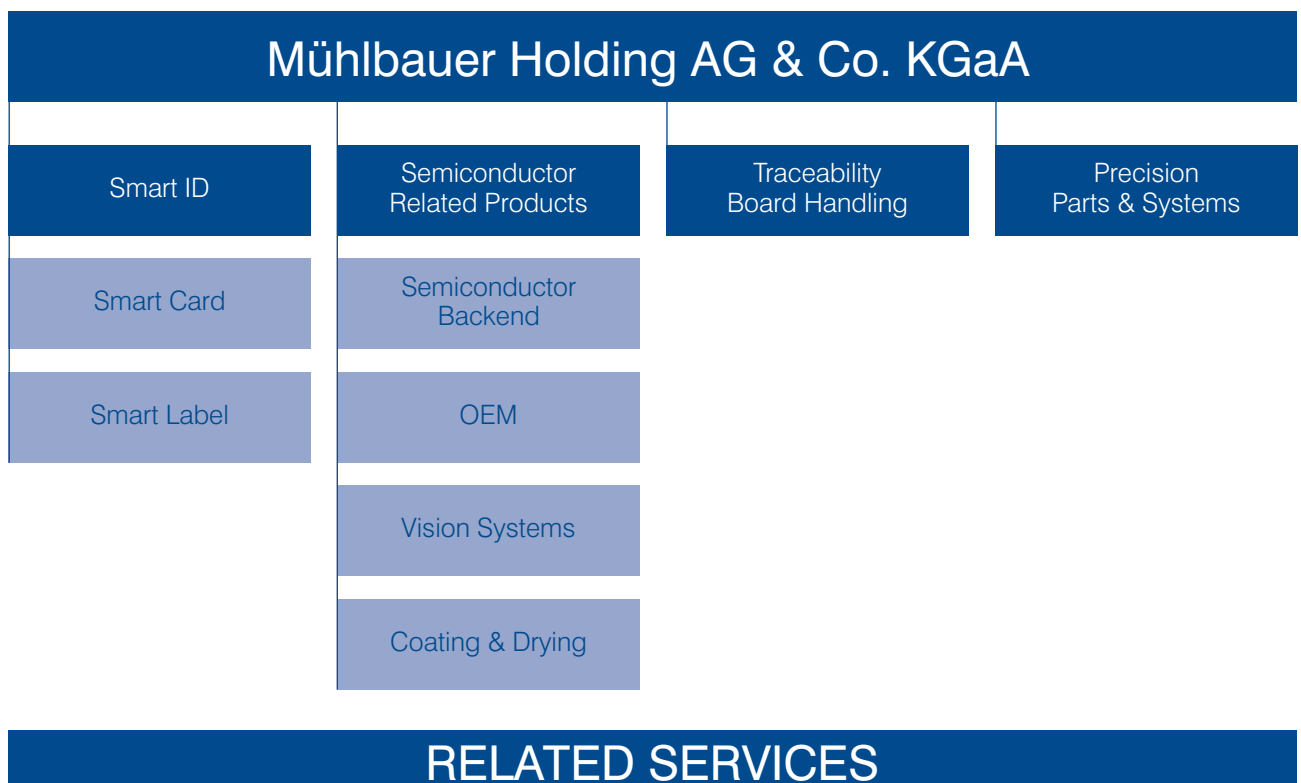 Mühlbauer Holding AG & Co. KGaA
Smart ID
Semiconductor
Related Products
Traceability
Board Handling
Precision
Parts & Systems
Smart Card
Semiconductor
Backend
Smart Label
OEM
Vision Systems
Coating & Drying
RELATED SERVICES